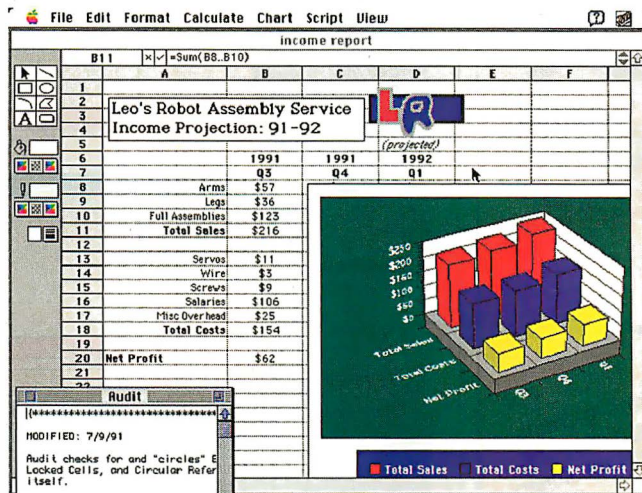 File Edit Format Calculate Chart Script View
income report
B11 =Sum(B8..B10)
A B C D E F
1
2
3
4
Leo's Robot Assembly Service
Income Projection: 91-92
LR
5 (projected)
6 1991 1991 1992
7 Q3 Q4 Q1
8 Arms $57
9 Legs $36
10 Full Assemblies $123
11 Total Sales $216
12
13 Servos $11
14 Wire $3
15 Screws $9
16 Salaries $106
17 Misc Overhead $25
18 Total Costs $154
19
20 Net Profit $62
21
$250
$200
$150
$100
$50
$0
Total Sales
Total Costs
Net Profit
Q3 Q4 Q1
Total Sales Total Costs Net Profit
Audit
MODIFIED: 7/9/91
Audit checks for and "circles" E
Locked Cells, and Circular Refer
itself.